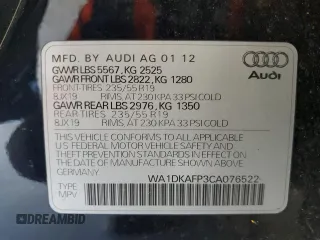 MFD. BY AUDI AG 01 12
GVWR LBS 5567, KG 2525
GAWR FRONT LBS 2822, KG 1280
FRONT-TIRES: 235/55 R19
8JX19 RIMS AT 230 KPA 33 PSI COLD
GAWR REAR LBS 2976, KG 1350
REAR-TIRES: 235/55 R19
8JX19 RIMS AT 230 KPA 33 PSI COLD
Audi
THIS VEHICLE CONFORMS TO ALL APPLICABLE
U.S FEDERAL MOTOR VEHICLE SAFETY AND
THEFT PREVENTION STANDARDS IN EFFECT ON
THE DATE OF MANUFACTURE SHOWN ABOVE.
WA1DKAFP3CA076522
TYPE:
MPV
MADE IN GERMANY
DREAMBID